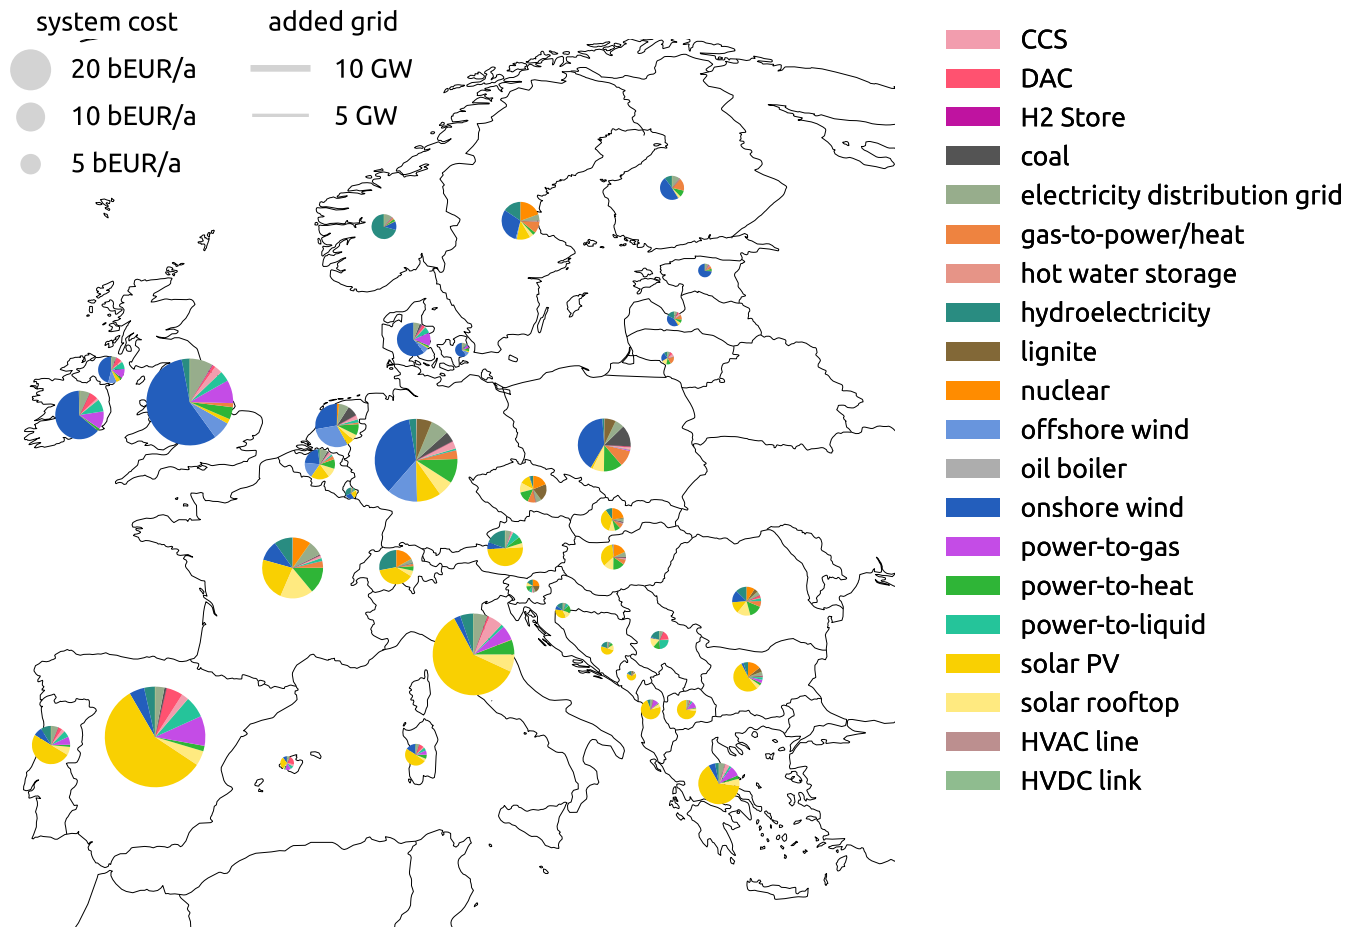 system cost
20 bEUR/a
10 bEUR/a
5 bEUR/a
added grid
10 GW
5 GW
CCS
DAC
H2 Store
coal
electricity distribution grid
gas-to-power/heat
hot water storage
hydroelectricity
lignite
nuclear
offshore wind
oil boiler
onshore wind
power-to-gas
power-to-heat
power-to-liquid
solar PV
solar rooftop
HVAC line
HVDC link